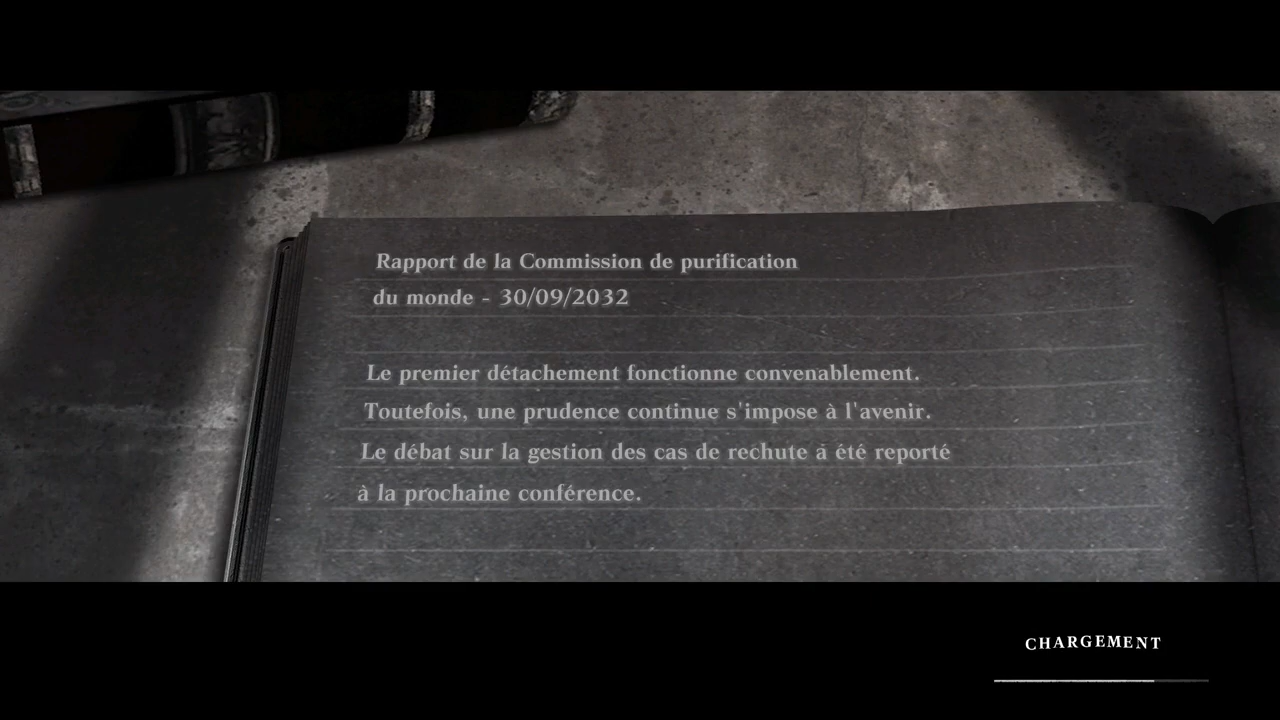 Rapport de la Commission de purification
du monde - 30/09/2032
Le premier détachement fonctionne convenablement.
Toutefois, une prudence continue s'impose à l'avenir.
Le débat sur la gestion des cas de rechute a été reporté
à la prochaine conférence.
CHARGEMENT